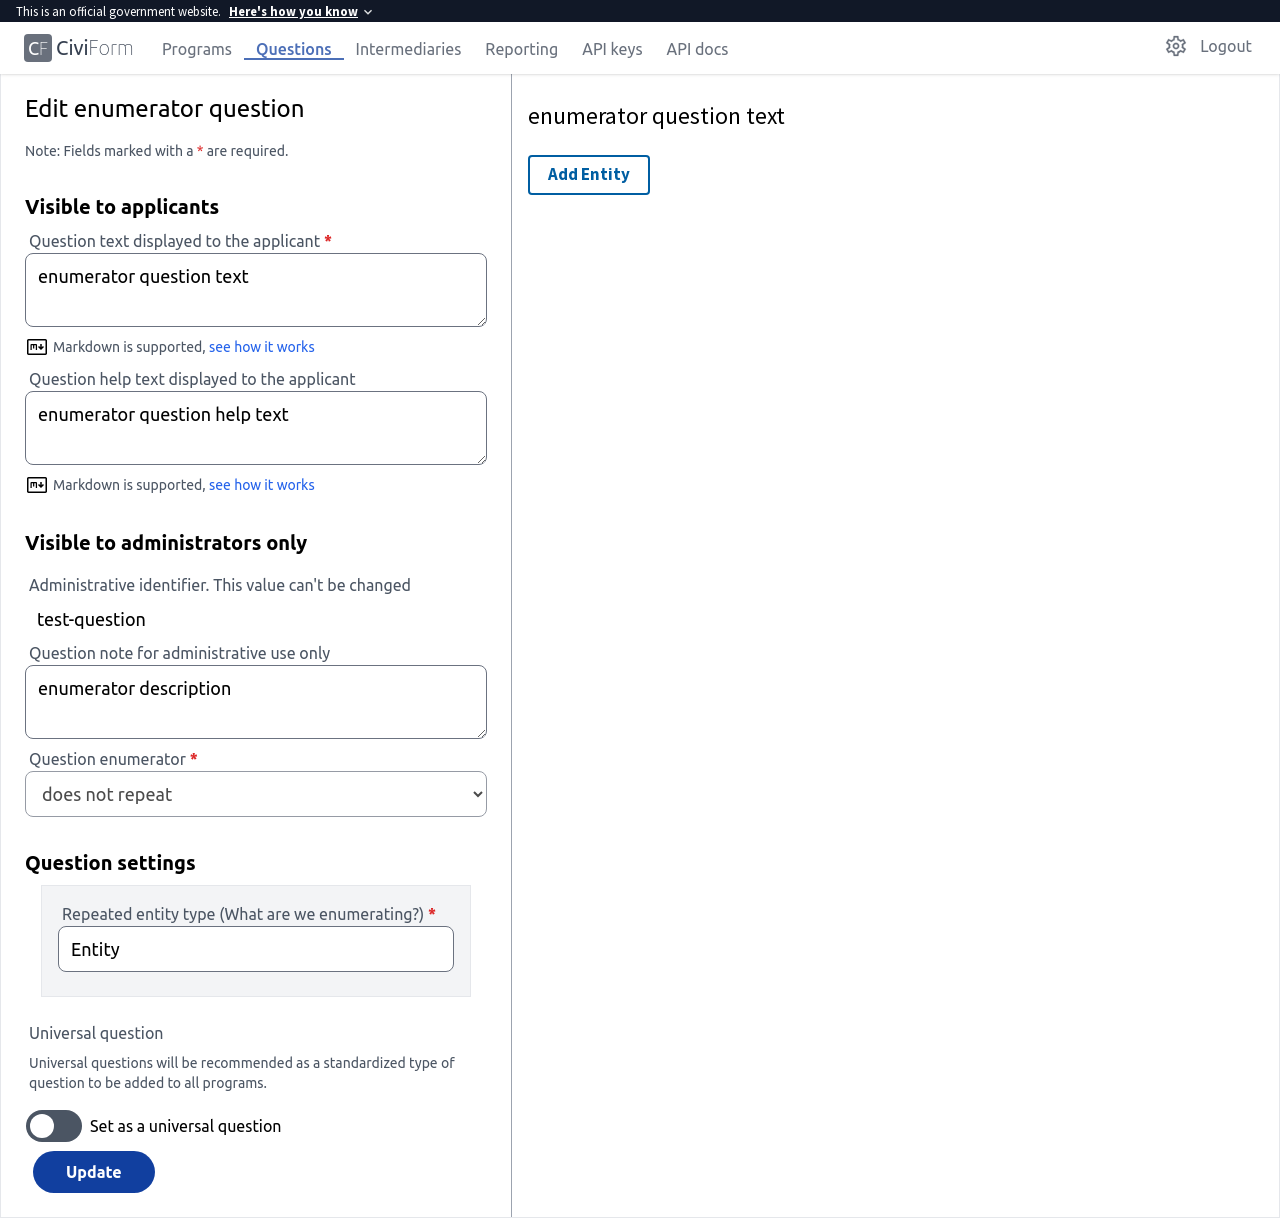 This is an official government website. Here's how you know
CF CiviForm Programs Questions Intermediaries Reporting API keys API docs Logout
Edit enumerator question
Note: Fields marked with a * are required.
Visible to applicants
Question text displayed to the applicant *
enumerator question text
Markdown is supported, see how it works
Question help text displayed to the applicant
enumerator question help text
Markdown is supported, see how it works
Visible to administrators only
Administrative identifier. This value can't be changed
test-question
Question note for administrative use only
enumerator description
Question enumerator *
does not repeat
Question settings
Repeated entity type (What are we enumerating?) *
Entity
Universal question
Universal questions will be recommended as a standardized type of
question to be added to all programs.
Set as a universal question
Update
enumerator question text
Add Entity